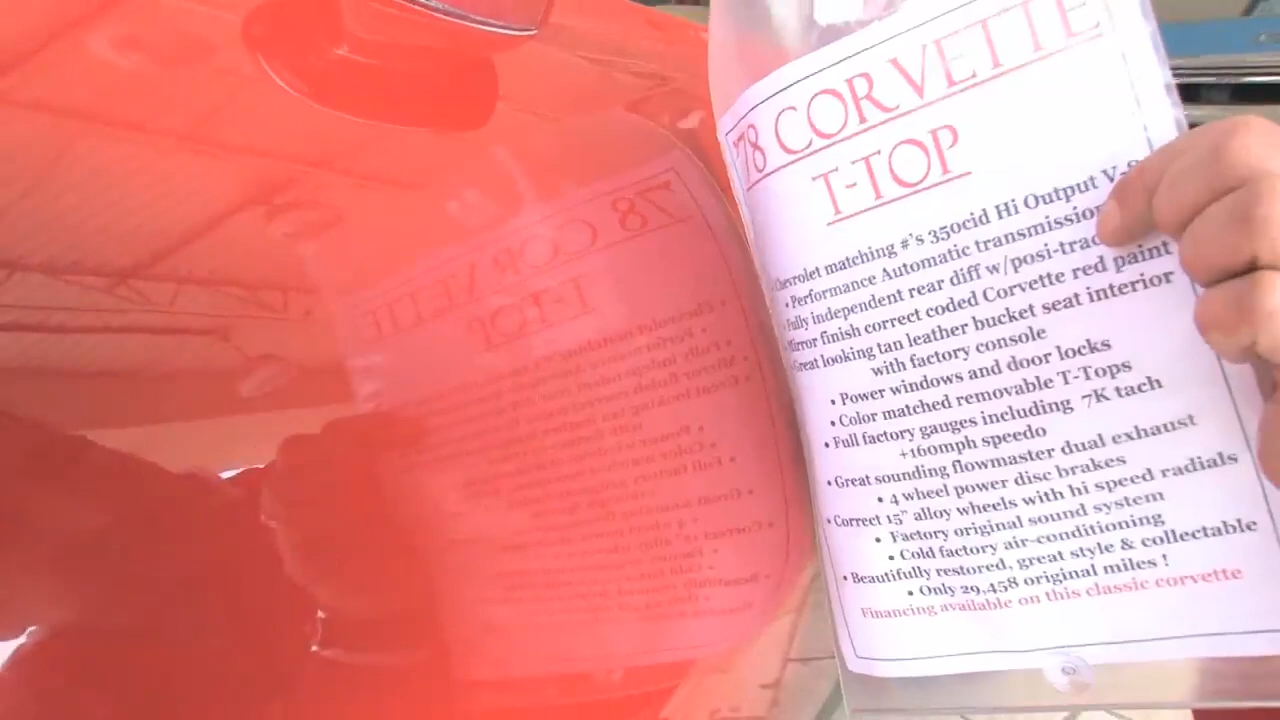 '78 CORVETTE
T-TOP
Chevrolet matching #'s 350cid Hi Output V-8
• Performance Automatic transmission
Fully independent rear diff w/posi-trac
Mirror finish correct coded Corvette red paint
• Great looking tan leather bucket seat interior
with factory console
• Power windows and door locks
• Color matched removable T-Tops
• Full factory gauges including 7K tach
+160mph speedo
• Great sounding flowmaster dual exhaust
• 4 wheel power disc brakes
• Correct 15" alloy wheels with hi speed radials
• Factory original sound system
• Cold factory air-conditioning
• Beautifully restored, great style & collectable
• Only 29,458 original miles !
Financing available on this classic corvette